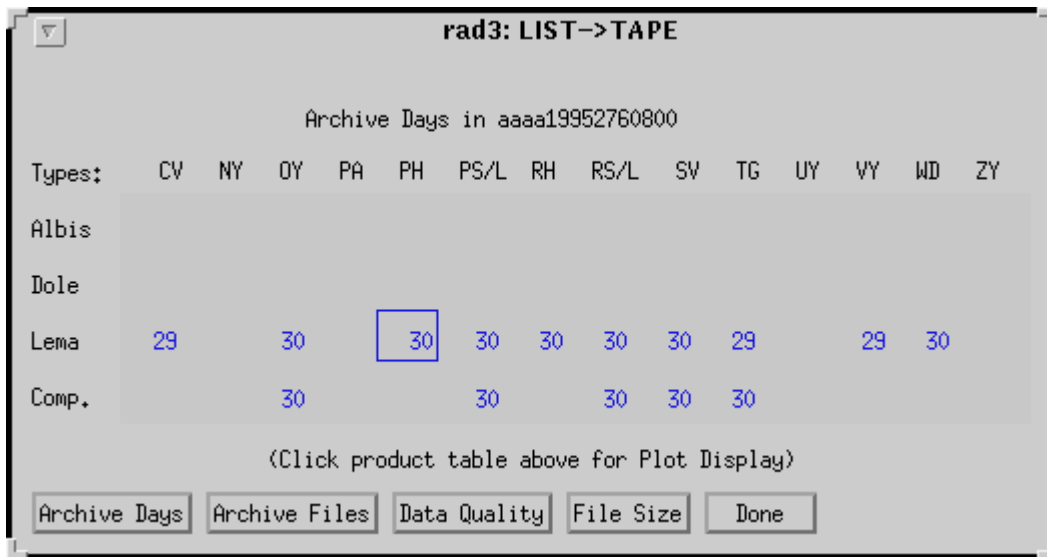 rad3: LIST->TAPE
Archive Days in aaaa19952760800
Types: CV NY OY PA PH PS/L RH RS/L SV TG UY VY WD ZY
Albis
Dole
Lema 29 30 30 30 30 30 30 29 29 30
Comp. 30 30 30 30 30
(Click product table above for Plot Display)
Archive Days Archive Files Data Quality File Size Done